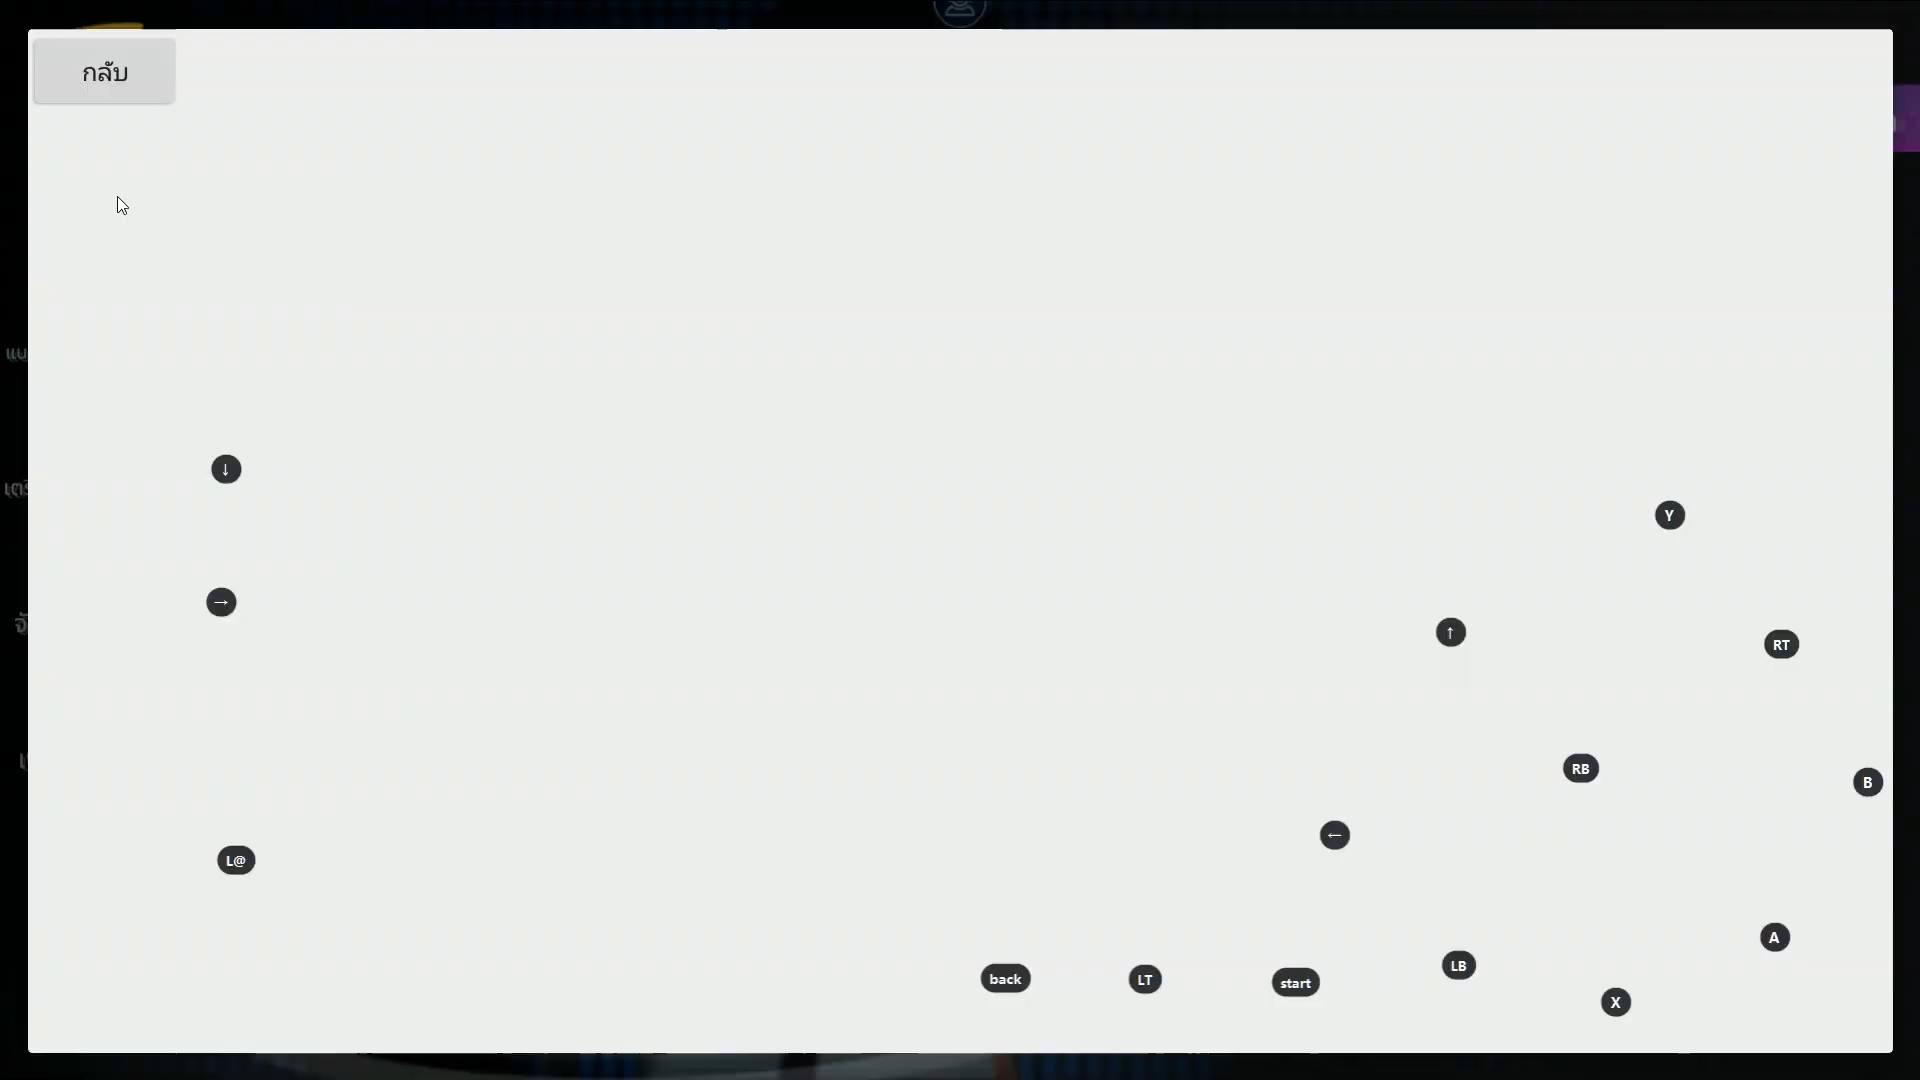 กลับ
↓
Y
→
↑
RT
RB
B
←
L@
A
LB
back
LT
start
X